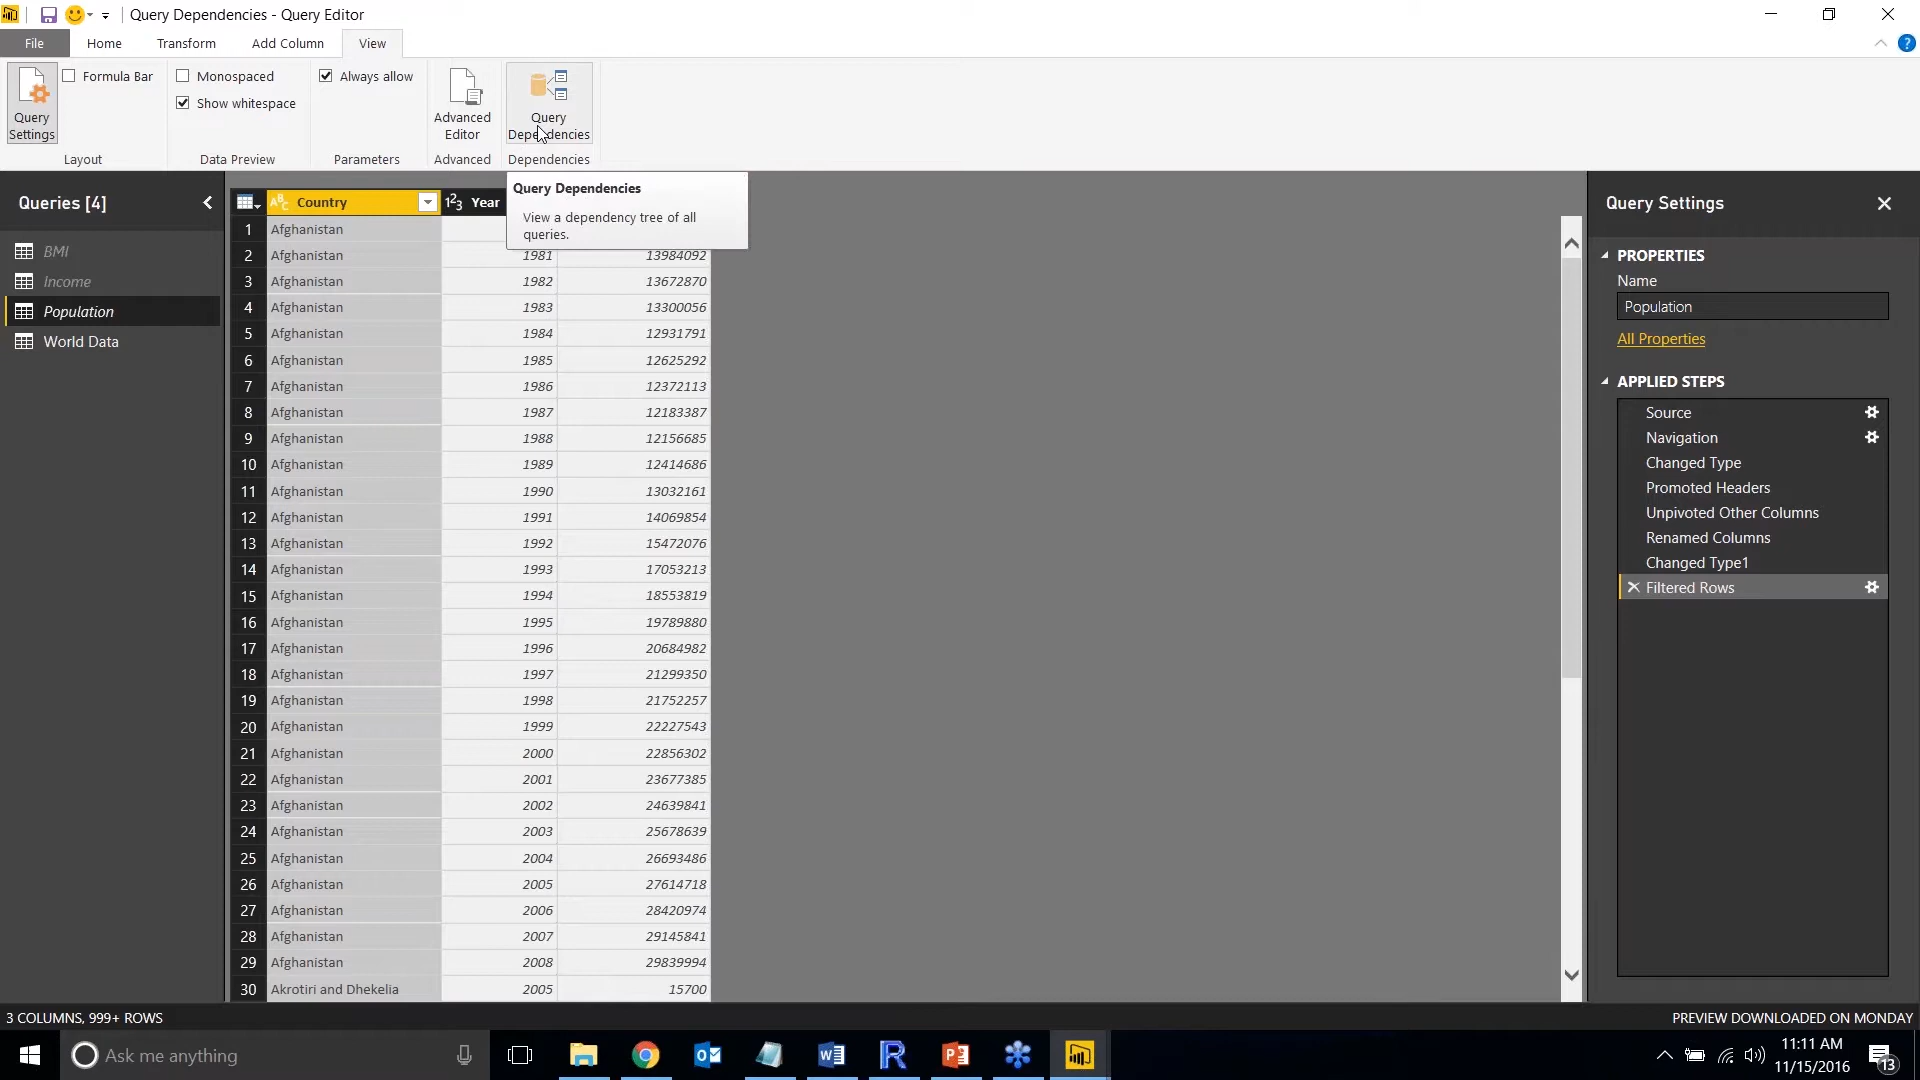 Query Dependencies - Query Editor
File Home Transform Add Column View
Formula Bar Monospaced Always allow
Show whitespace
Query Settings
Advanced Editor
Query Dependencies
Layout Data Preview Parameters Advanced Dependencies
Query Dependencies
View a dependency tree of all
queries.
Queries [4]
BMI
Income
Population
World Data
Country Year
1 Afghanistan
2 Afghanistan 1981 13984092
3 Afghanistan 1982 13672870
4 Afghanistan 1983 13300056
5 Afghanistan 1984 12931791
6 Afghanistan 1985 12625292
7 Afghanistan 1986 12372113
8 Afghanistan 1987 12183387
9 Afghanistan 1988 12156685
10 Afghanistan 1989 12414686
11 Afghanistan 1990 13032161
12 Afghanistan 1991 14069854
13 Afghanistan 1992 15472076
14 Afghanistan 1993 17053213
15 Afghanistan 1994 18553819
16 Afghanistan 1995 19789880
17 Afghanistan 1996 20684982
18 Afghanistan 1997 21299350
19 Afghanistan 1998 21752257
20 Afghanistan 1999 22227543
21 Afghanistan 2000 22856302
22 Afghanistan 2001 23677385
23 Afghanistan 2002 24639841
24 Afghanistan 2003 25678639
25 Afghanistan 2004 26693486
26 Afghanistan 2005 27614718
27 Afghanistan 2006 28420974
28 Afghanistan 2007 29145841
29 Afghanistan 2008 29839994
30 Akrotiri and Dhekelia 2005 15700
Query Settings
PROPERTIES
Name
Population
All Properties
APPLIED STEPS
Source
Navigation
Changed Type
Promoted Headers
Unpivoted Other Columns
Renamed Columns
Changed Type1
Filtered Rows
3 COLUMNS, 999+ ROWS
PREVIEW DOWNLOADED ON MONDAY
Ask me anything
11:11 AM
11/15/2016
13